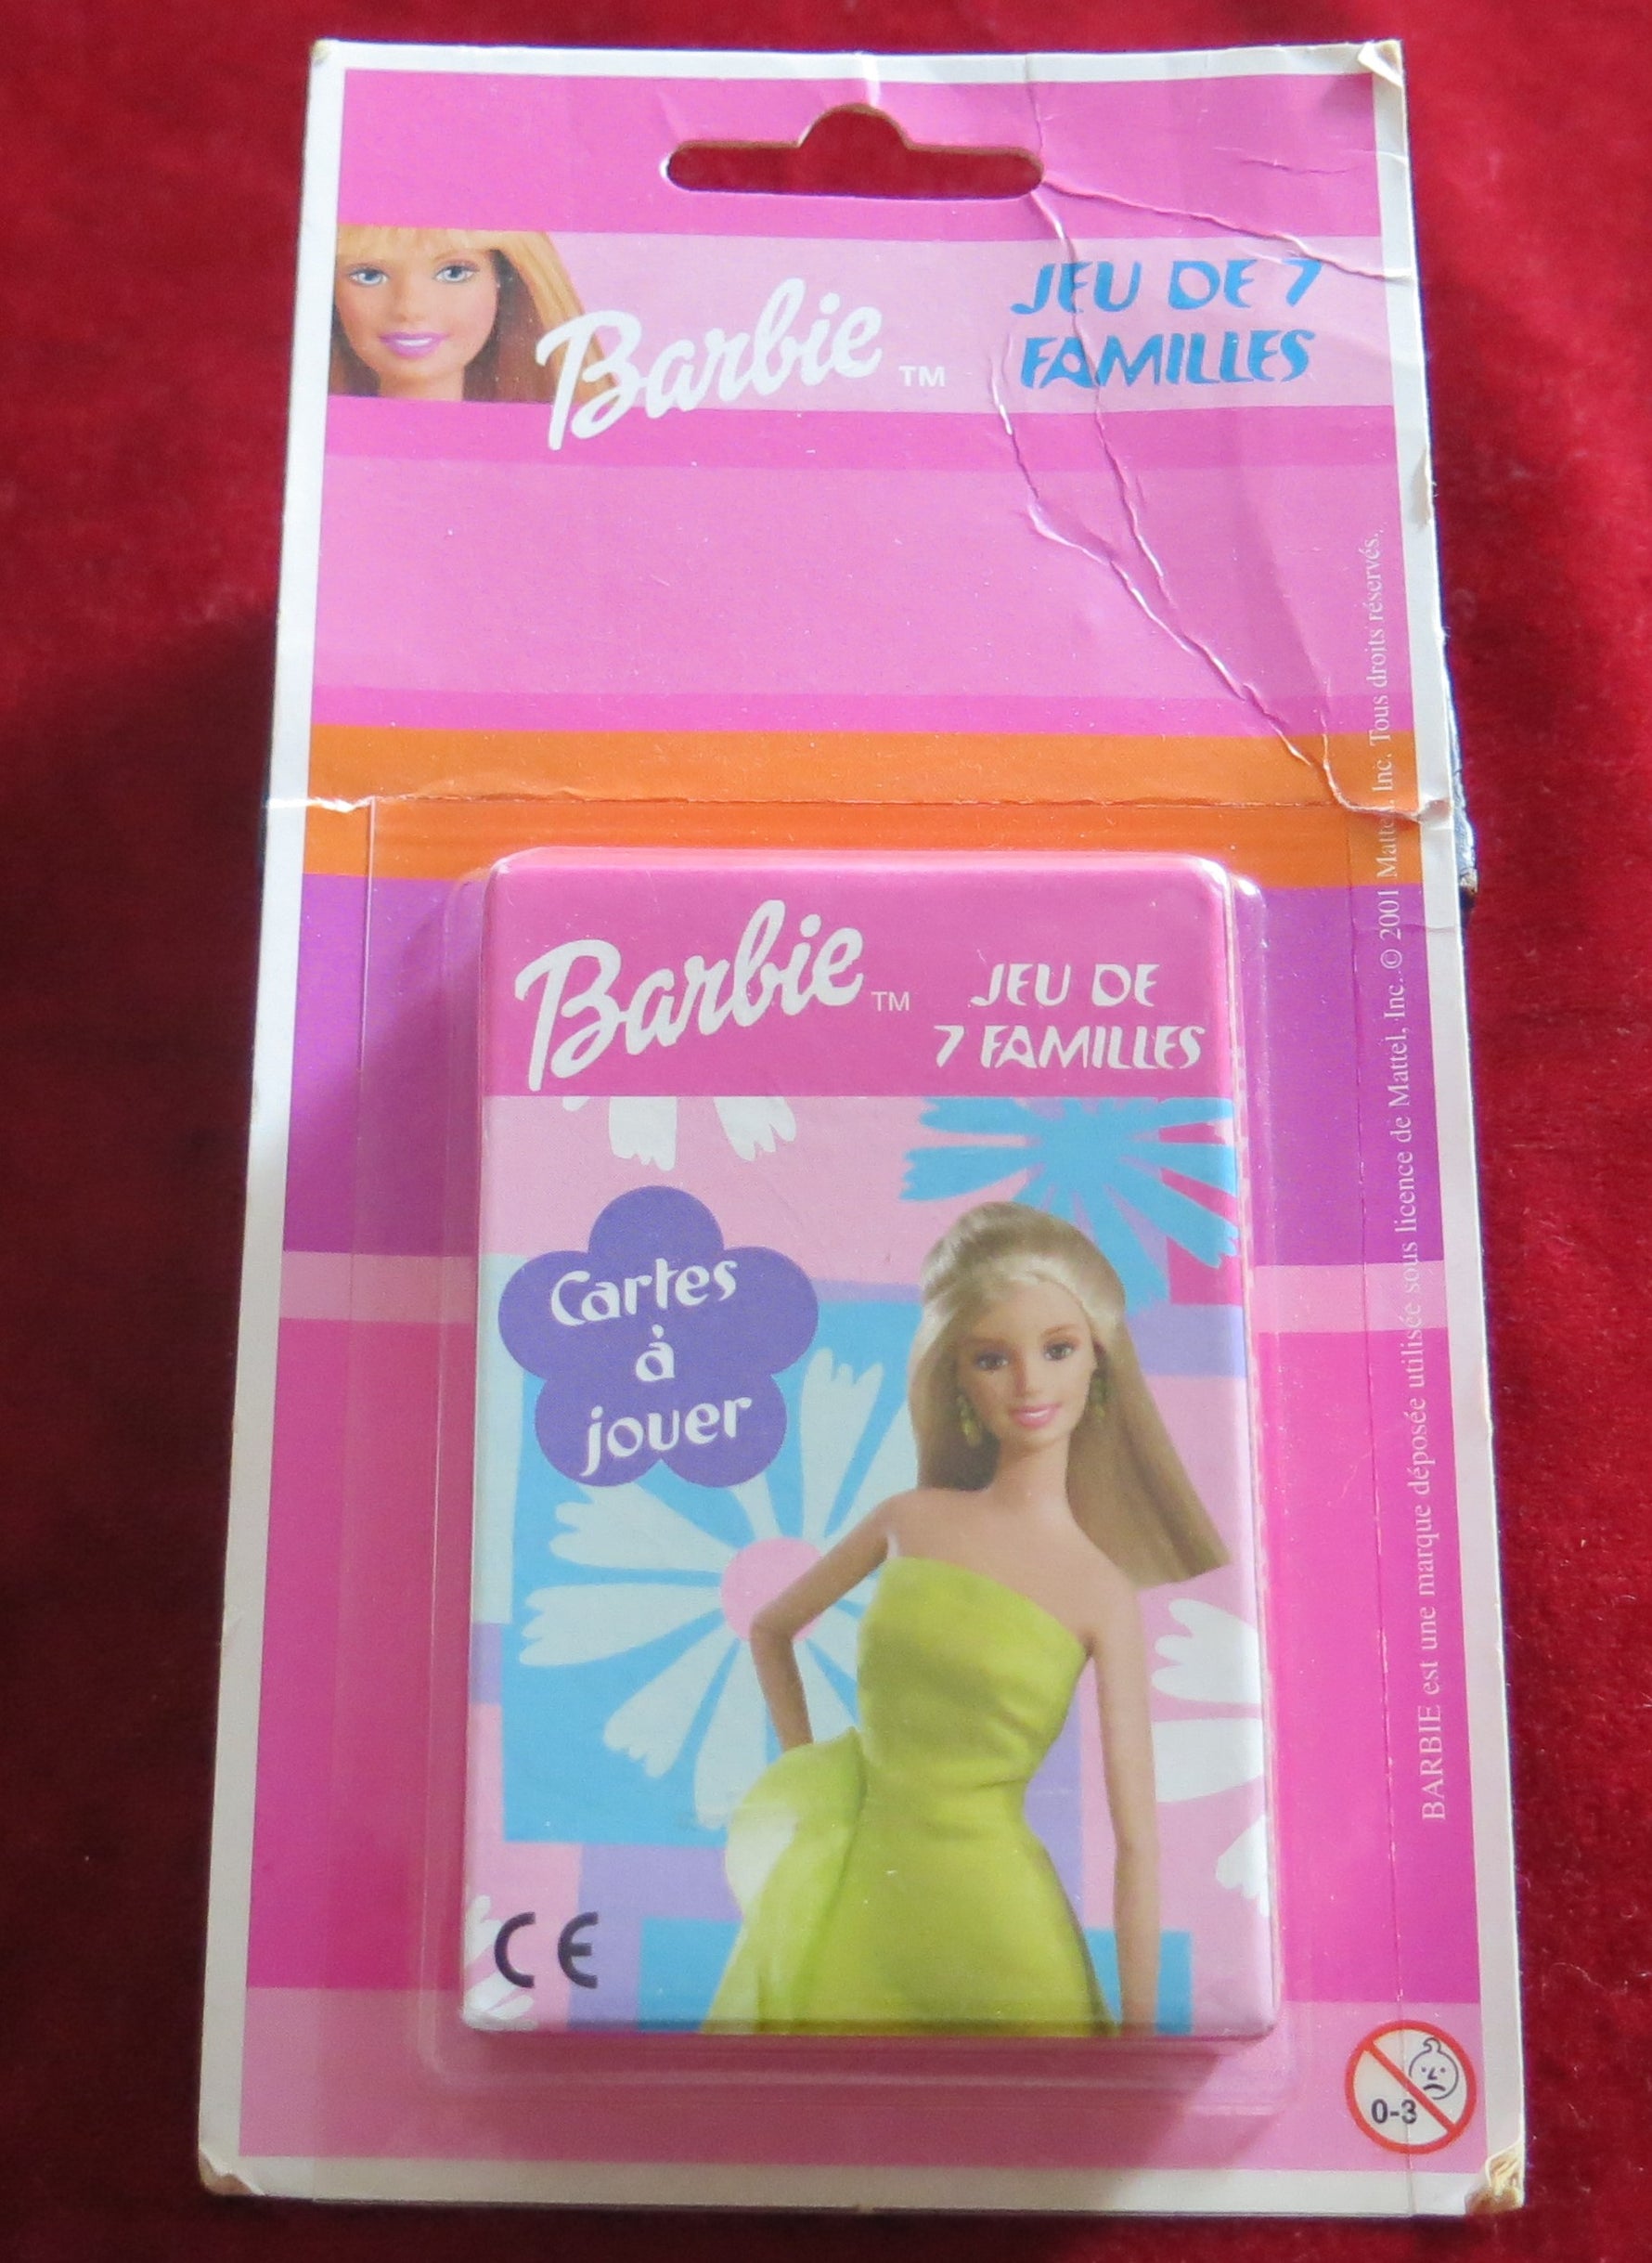 Barbie TM
JEU DE 7
FAMILLES
Barbie TM
JEU DE
7 FAMILLES
Cartes
à
jouer
CE
0-3
BARBIE est une marque déposée utilisée sous licence de Mattel, Inc. © 2001 Mattel, Inc. Tous droits réservés.